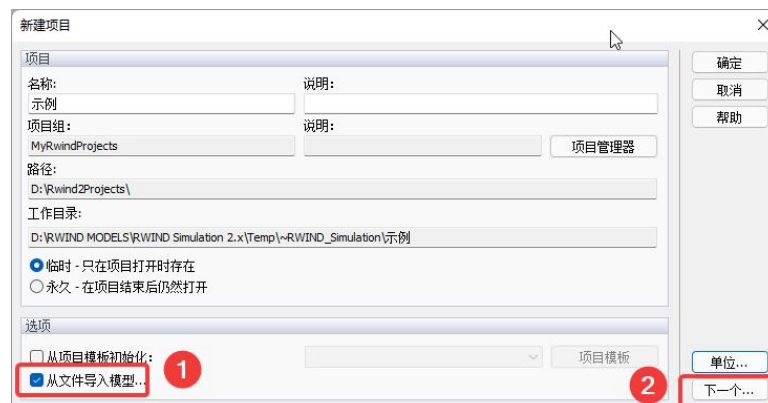 新建项目
项目
确定
名称:
说明:
取消
示例
帮助
项目组:
说明:
MyRwindProjects
项目管理器
路径:
D:\Rwind2Projects\
工作目录:
D:\RWIND MODELS\RWIND Simulation 2.x\Temp\~RWIND_Simulation\示例
临时 - 只在项目打开时存在
永久 - 在项目结束后仍然打开
选项
从项目模板初始化:
项目模板
单位...
从文件导入模型...
1
2
下一个...